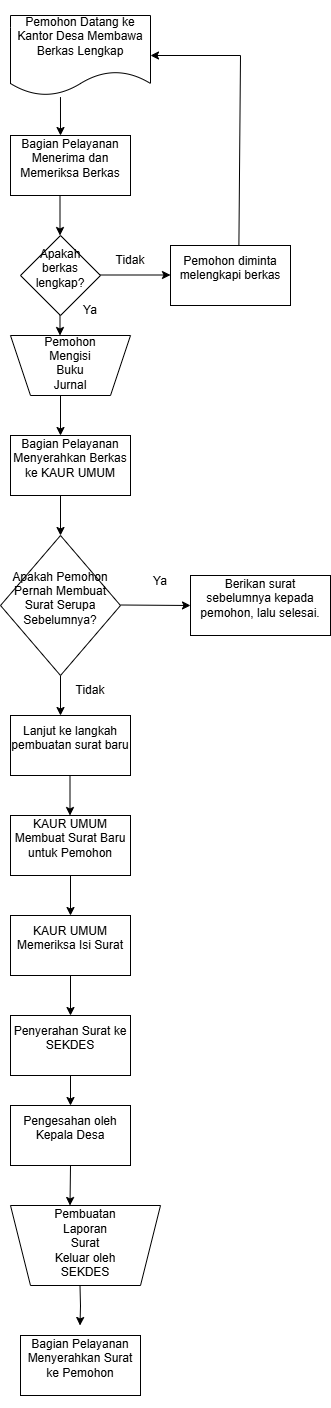 Pemohon Datang ke
Kantor Desa Membawa
Berkas Lengkap
Bagian Pelayanan
Menerima dan
Memeriksa Berkas
Apakah
berkas
lengkap?
Tidak
Pemohon diminta
melengkapi berkas
Ya
Pemohon
Mengisi
Buku
Jurnal
Bagian Pelayanan
Menyerahkan Berkas
ke KAUR UMUM
Apakah Pemohon
Pernah Membuat
Surat Serupa
Sebelumnya?
Ya
Berikan surat
sebelumnya kepada
pemohon, lalu selesai.
Tidak
Lanjut ke langkah
pembuatan surat baru
KAUR UMUM
Membuat Surat Baru
untuk Pemohon
KAUR UMUM
Memeriksa Isi Surat
Penyerahan Surat ke
SEKDES
Pengesahan oleh
Kepala Desa
Pembuatan
Laporan
Surat
Keluar oleh
SEKDES
Bagian Pelayanan
Menyerahkan Surat
ke Pemohon